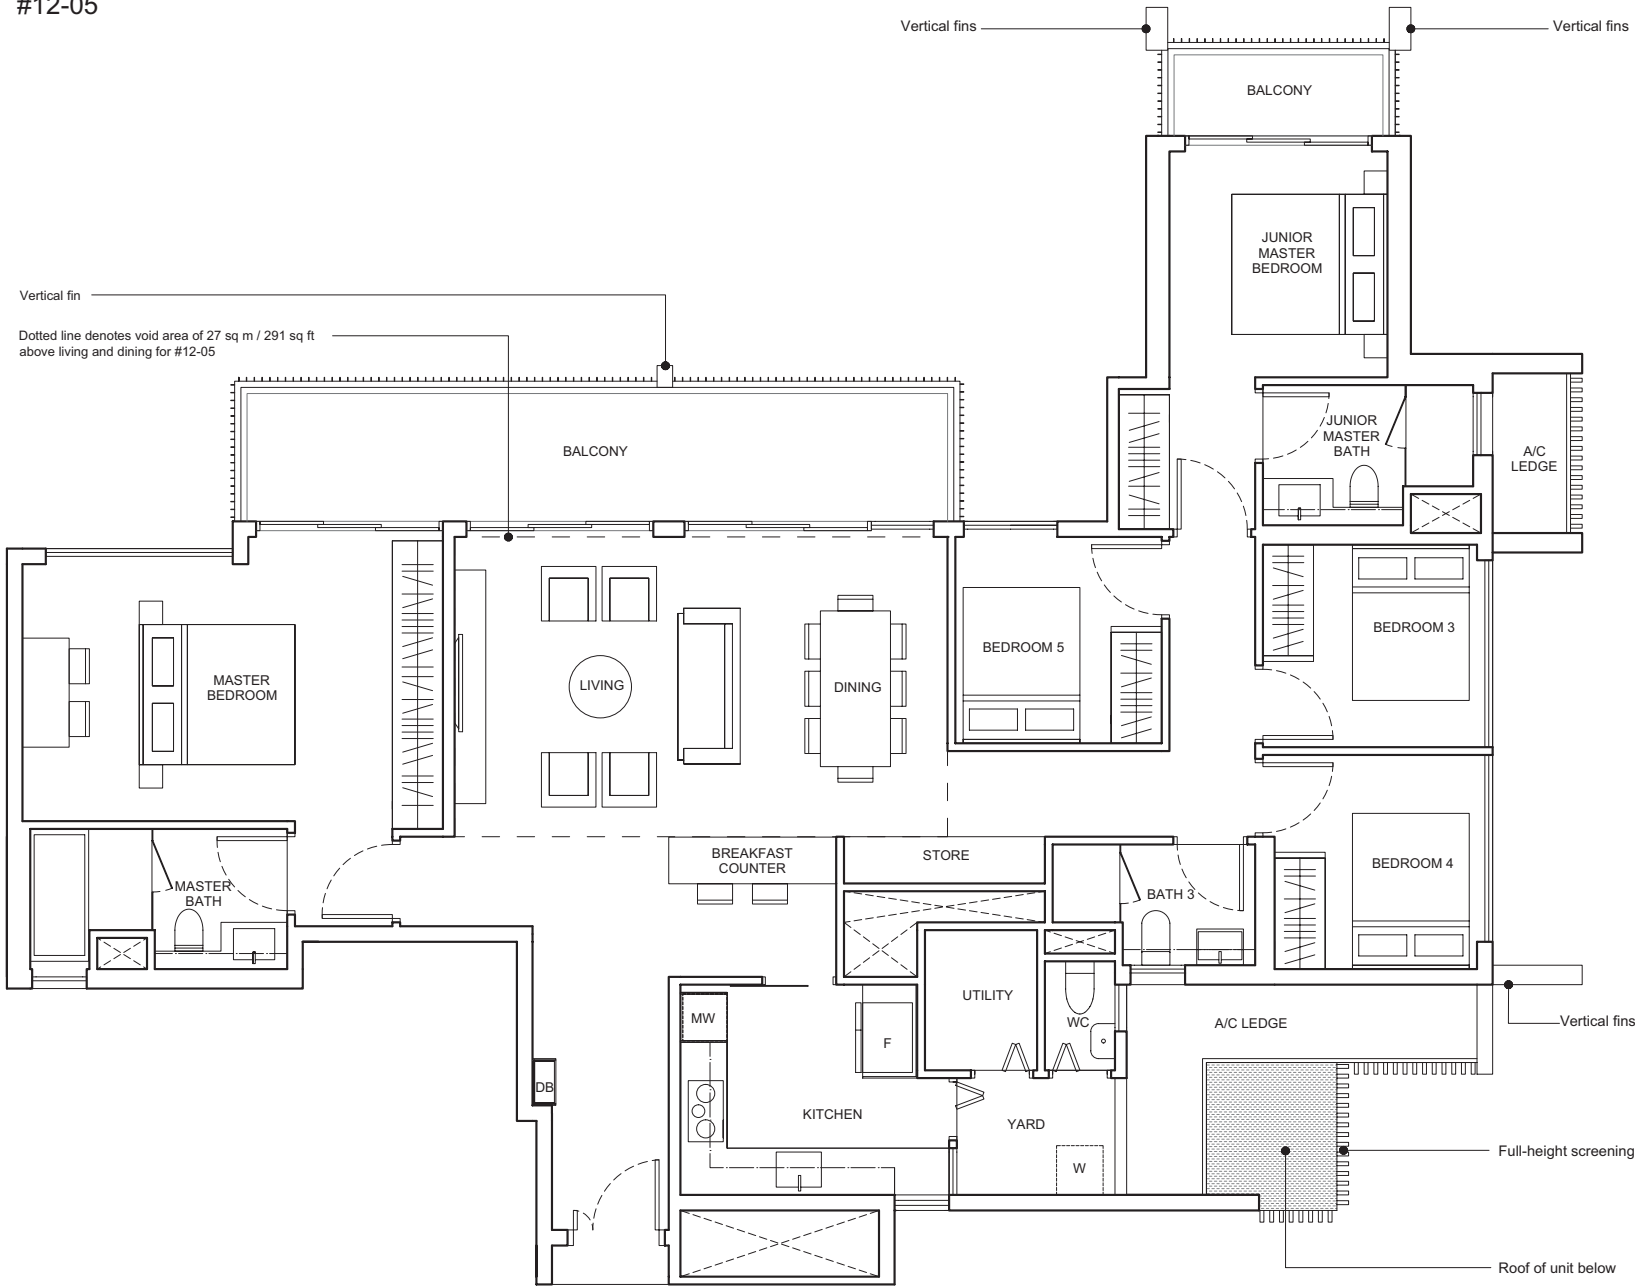 #12-05
Vertical fins
Vertical fins
BALCONY
JUNIOR
MASTER
BEDROOM
Vertical fin
Dotted line denotes void area of 27 sq m / 291 sq ft
above living and dining for #12-05
BALCONY
JUNIOR
MASTER
BATH
A/C
LEDGE
MASTER
BEDROOM
LIVING
DINING
BEDROOM 5
BEDROOM 3
BREAKFAST
COUNTER
STORE
BEDROOM 4
MASTER
BATH
BATH 3
UTILITY
WC
A/C LEDGE
Vertical fins
MW
F
DB
KITCHEN
YARD
W
Full-height screening
Roof of unit below